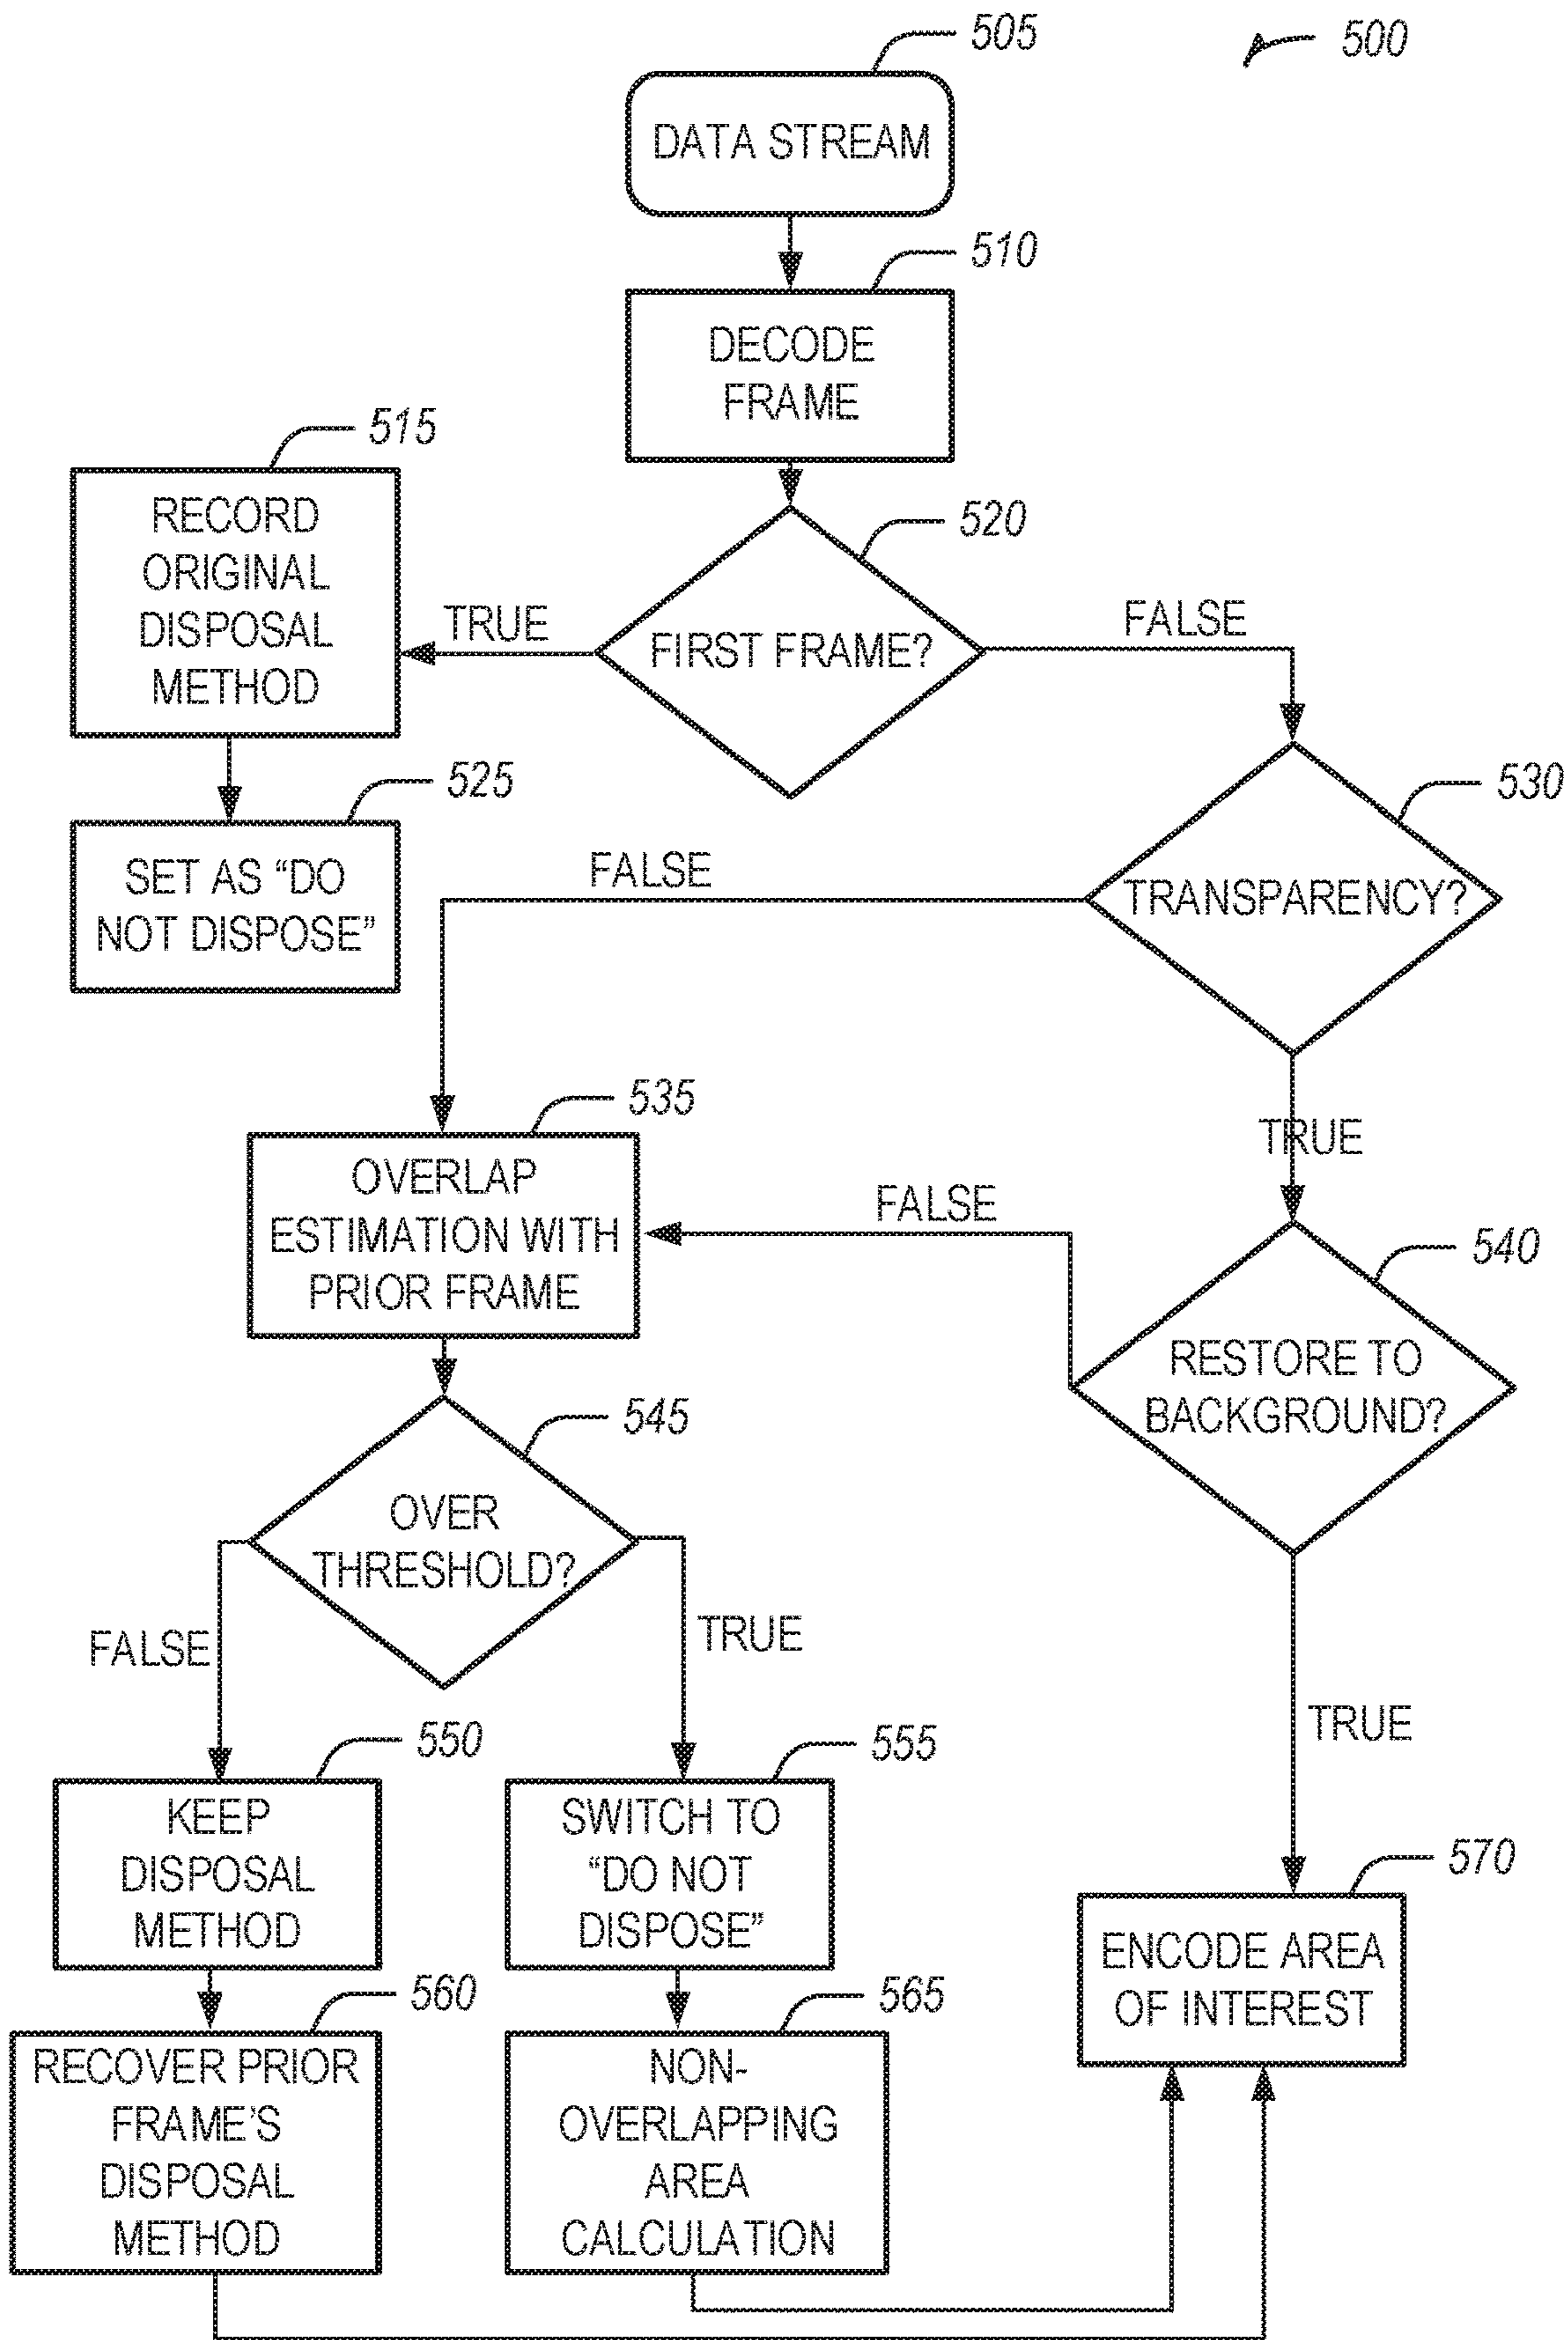 505
500
DATA STREAM
510
DECODE
FRAME
515
RECORD
ORIGINAL
DISPOSAL
METHOD
520
TRUE
FIRST FRAME?
FALSE
525
SET AS “DO
NOT DISPOSE”
530
FALSE
TRANSPARENCY?
535
TRUE
OVERLAP
ESTIMATION WITH
PRIOR FRAME
FALSE
540
RESTORE TO
BACKGROUND?
545
OVER
THRESHOLD?
FALSE
TRUE
TRUE
550
KEEP
DISPOSAL
METHOD
555
SWITCH TO
“DO NOT
DISPOSE”
570
ENCODE AREA
OF INTEREST
560
RECOVER PRIOR
FRAME’S
DISPOSAL
METHOD
565
NON-
OVERLAPPING
AREA
CALCULATION